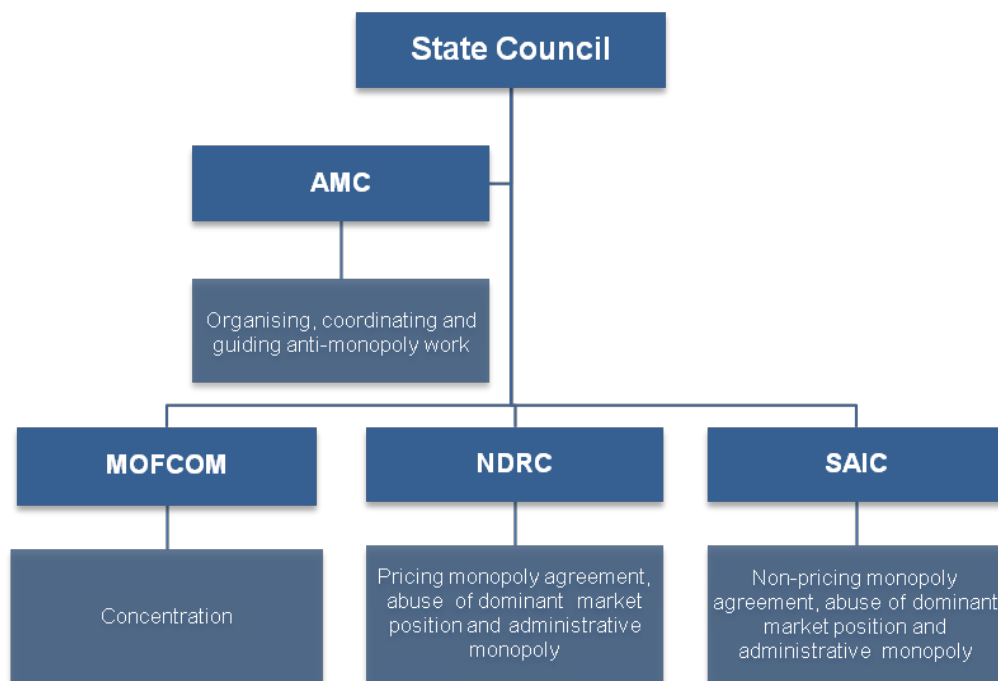 State Council
AMC
Organising, coordinating and
guiding anti-monopoly work
MOFCOM
NDRC
SAIC
Concentration
Pricing monopoly agreement,
abuse of dominant market
position and administrative
monopoly
Non-pricing monopoly
agreement, abuse of dominant
market position and
administrative monopoly